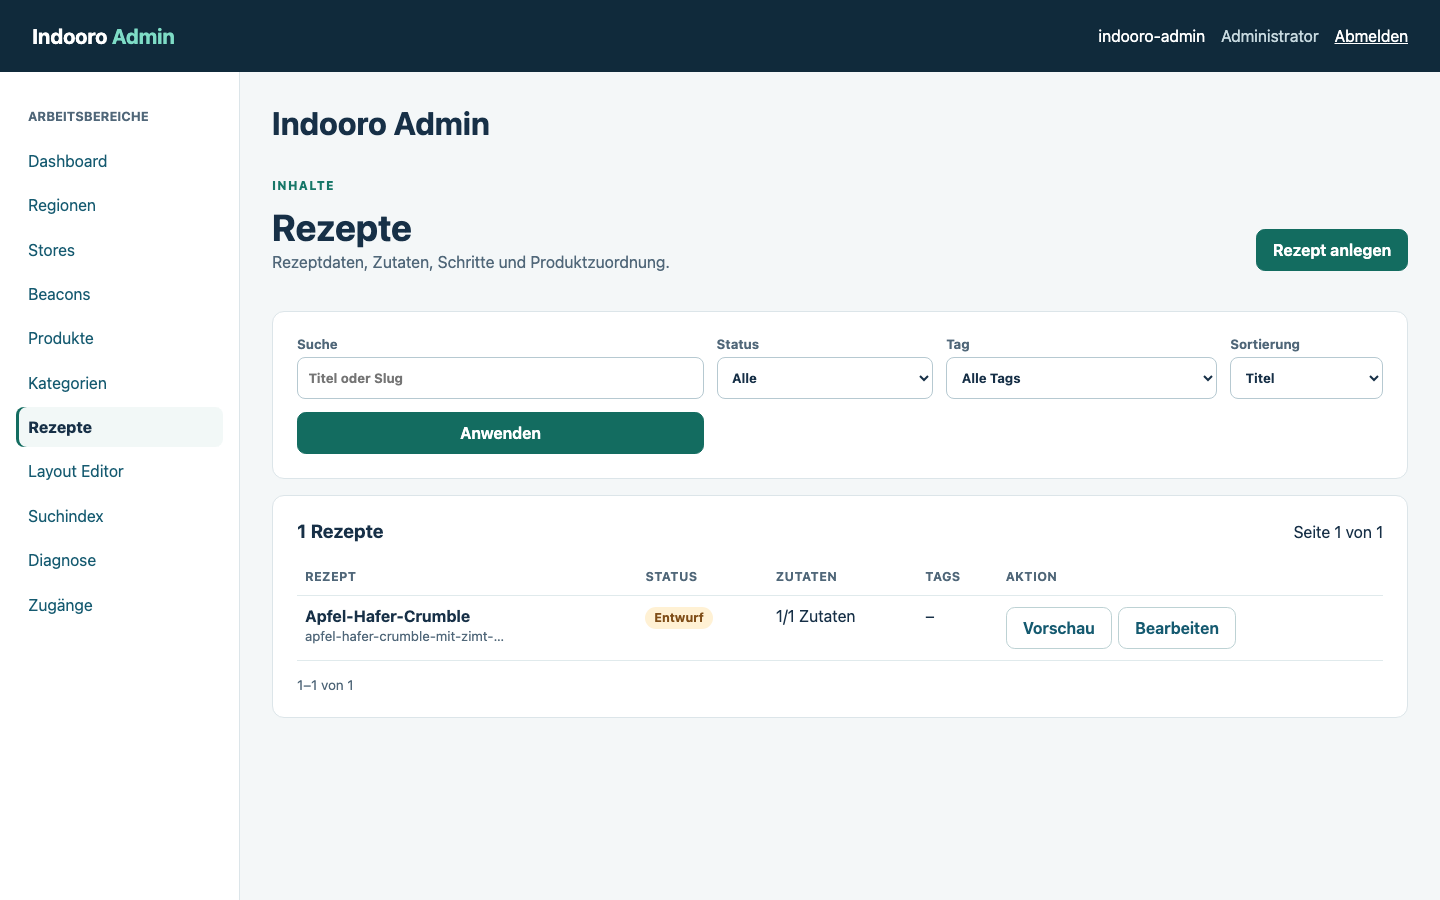 Indooro Admin
indooro-admin Administrator Abmelden
ARBEITSBEREICHE
Dashboard
Regionen
Stores
Beacons
Produkte
Kategorien
Rezepte
Layout Editor
Suchindex
Diagnose
Zugänge
Indooro Admin
INHALTE
Rezepte
Rezeptdaten, Zutaten, Schritte und Produktzuordnung.
Rezept anlegen
Suche Status Tag Sortierung
Titel oder Slug Alle Alle Tags Titel
Anwenden
1 Rezepte
Seite 1 von 1
REZEPT STATUS ZUTATEN TAGS AKTION
Apfel-Hafer-Crumble Entwurf 1/1 Zutaten – Vorschau Bearbeiten
apfel-hafer-crumble-mit-zimt-...
1–1 von 1